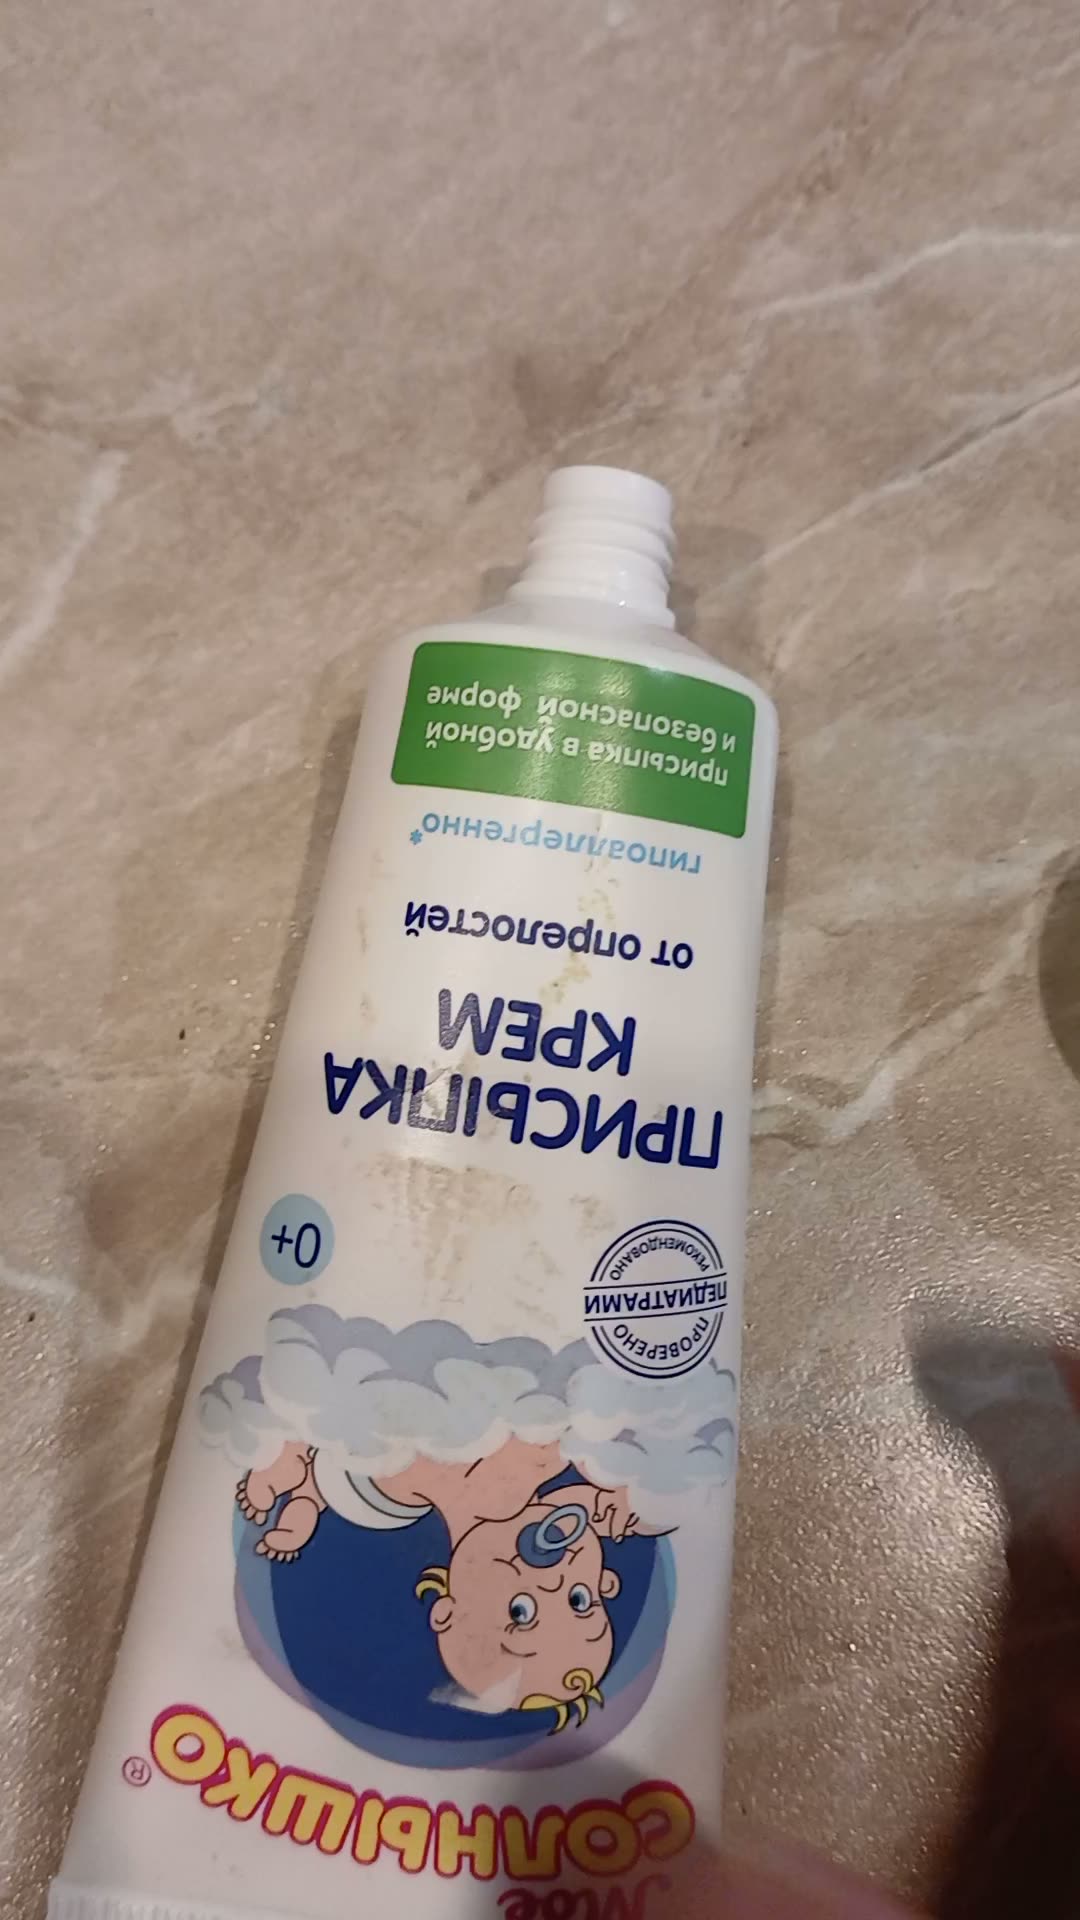 Моё
СОЛНЫШКО®
ПРОВЕРЕНО
ПЕДИАТРАМИ
РЕКОМЕНДОВАНО
0+
ПРИСЫПКА
КРЕМ
от опрелостей
гипоаллергенно*
присыпка в удобной
и безопасной форме